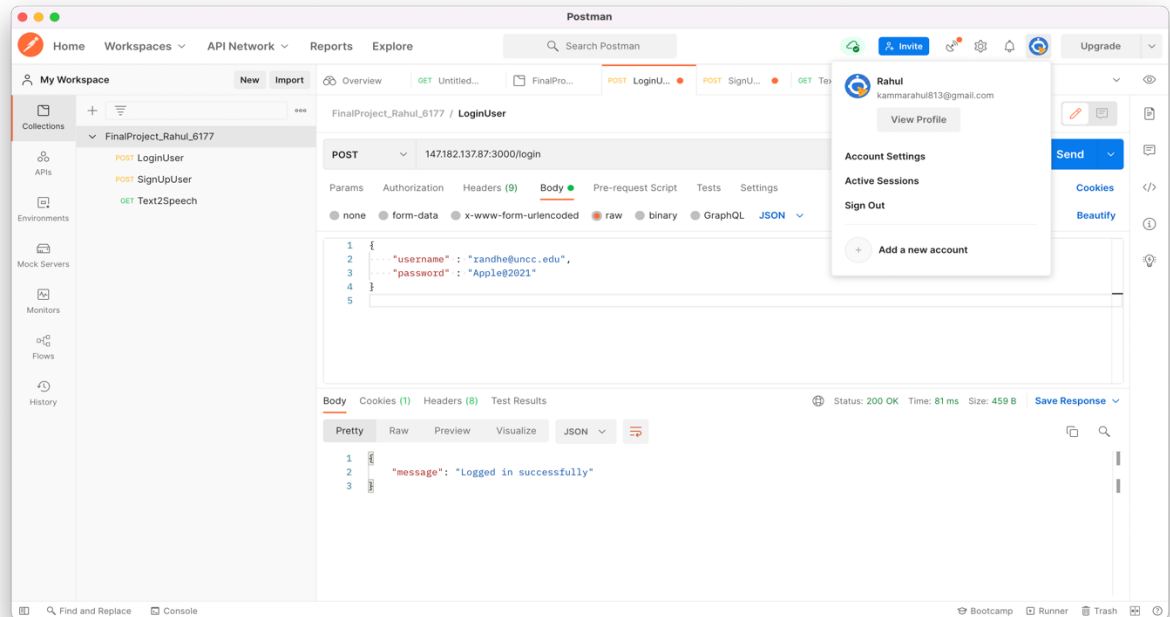 Postman
Home Workspaces API Network Reports Explore Search Postman Invite Upgrade
My Workspace New Import Overview GET Untitled... FinalPro... POST LoginU... POST SignU... GET
Rahul
kammarahul813@gmail.com
View Profile
Account Settings
Active Sessions
Sign Out
Add a new account
Collections
APIs
Environments
Mock Servers
Monitors
Flows
History
FinalProject_Rahul_6177
POST LoginUser
POST SignUpUser
GET Text2Speech
FinalProject_Rahul_6177 / LoginUser
POST 147.182.137.87:3000/login Send
Params Authorization Headers (9) Body Pre-request Script Tests Settings Cookies
none form-data x-www-form-urlencoded raw binary GraphQL JSON Beautify
1 {
2 "username" : "randhe@uncc.edu",
3 "password" : "Apple@2021"
4 }
5
Body Cookies (1) Headers (8) Test Results Status: 200 OK Time: 81 ms Size: 459 B Save Response
Pretty Raw Preview Visualize JSON
1 {
2 "message": "Logged in successfully"
3 }
Find and Replace Console Bootcamp Runner Trash